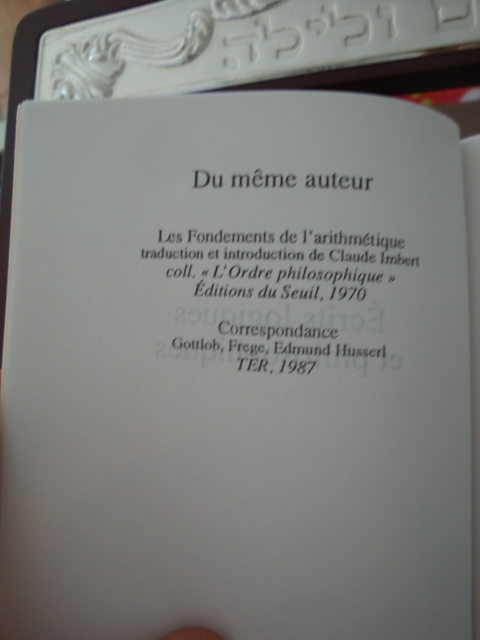 ם ולילה
Du même auteur
Les Fondements de l'arithmétique
traduction et introduction de Claude Imbert
coll. « L'Ordre philosophique »
Éditions du Seuil, 1970
Correspondance
Gottlob, Frege, Edmund Husserl
TER, 1987